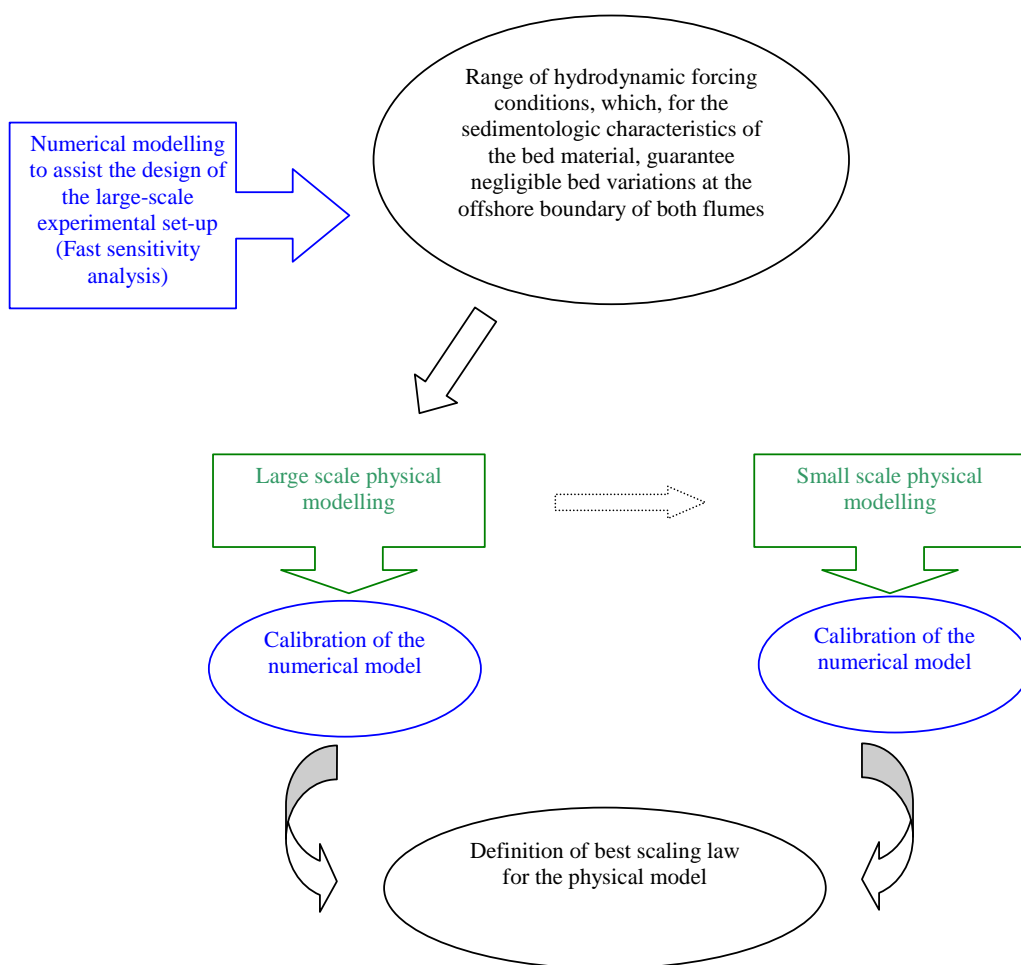 Range of hydrodynamic forcing
conditions, which, for the
sedimentologic characteristics of
the bed material, guarantee
negligible bed variations at the
offshore boundary of both flumes
Numerical modelling
to assist the design of
the large-scale
experimental set-up
(Fast sensitivity
analysis)
Large scale physical
modelling
Small scale physical
modelling
Calibration of the
numerical model
Calibration of the
numerical model
Definition of best scaling law
for the physical model